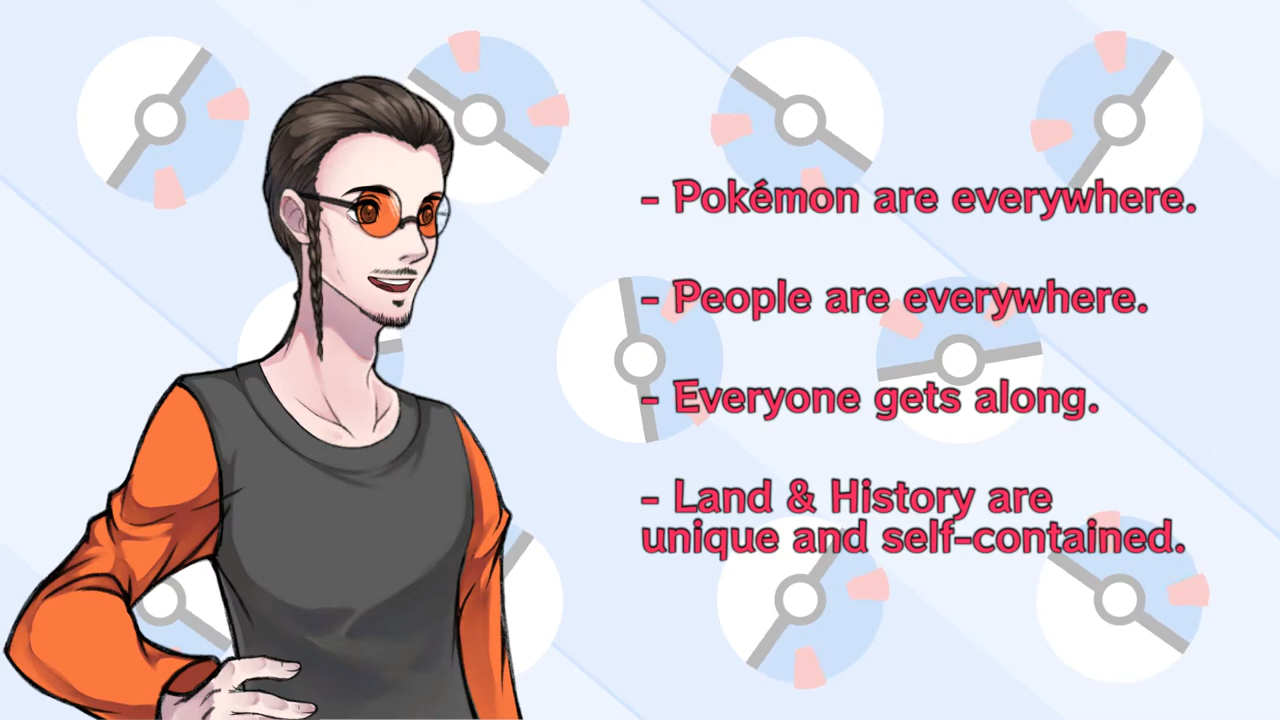 - Pokémon are everywhere.
- People are everywhere.
- Everyone gets along.
- Land & History are
unique and self-contained.